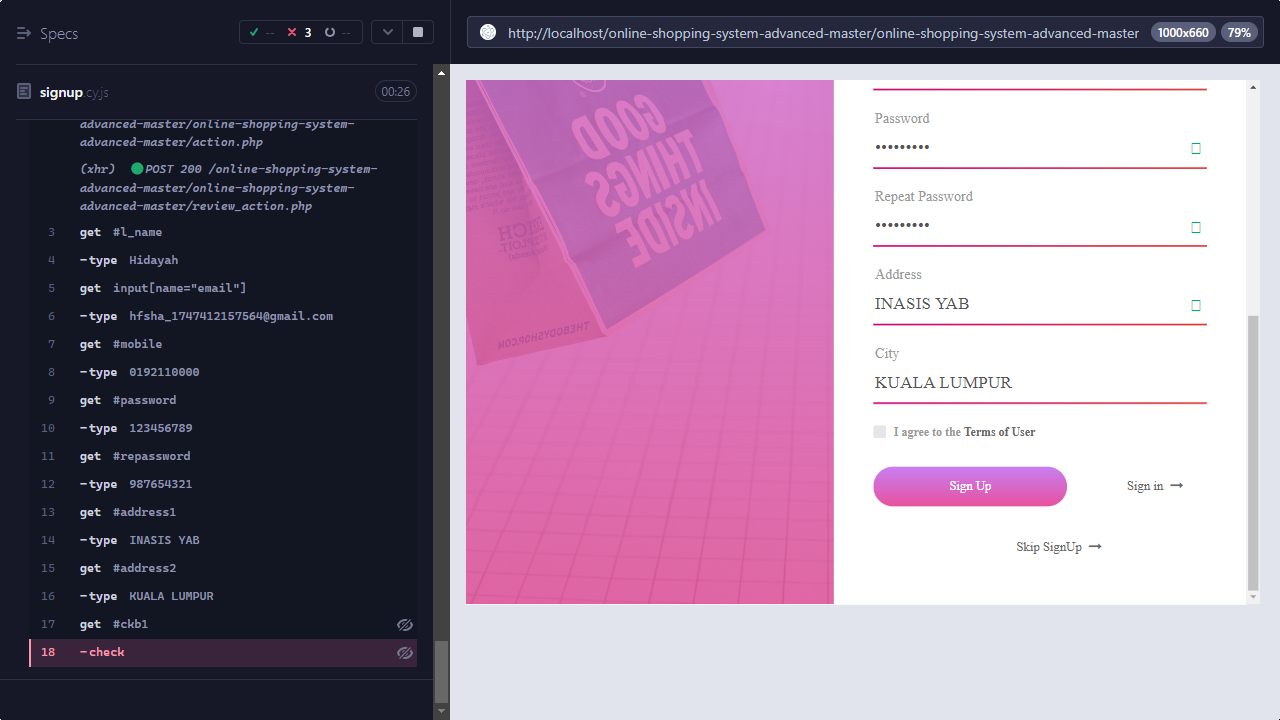 Specs
-- 3 --
http://localhost/online-shopping-system-advanced-master/online-shopping-system-advanced-master
1000x660
79%
signup.cy.js
00:26
advanced-master/online-shopping-system-
advanced-master/action.php
(xhr) POST 200 /online-shopping-system-
advanced-master/online-shopping-system-
advanced-master/review_action.php
3 get #l_name
4 -type Hidayah
5 get input[name="email"]
6 -type hfsha_1747412157564@gmail.com
7 get #mobile
8 -type 0192110000
9 get #password
10 -type 123456789
11 get #repassword
12 -type 987654321
13 get #address1
14 -type INASIS YAB
15 get #address2
16 -type KUALA LUMPUR
17 get #ckb1
18 -check
GOOD
THINGS
INSIDE
THEBODYSHOP.COM
Password
•••••••••
Repeat Password
•••••••••
Address
INASIS YAB
City
KUALA LUMPUR
I agree to the Terms of User
Sign Up
Sign in
Skip SignUp